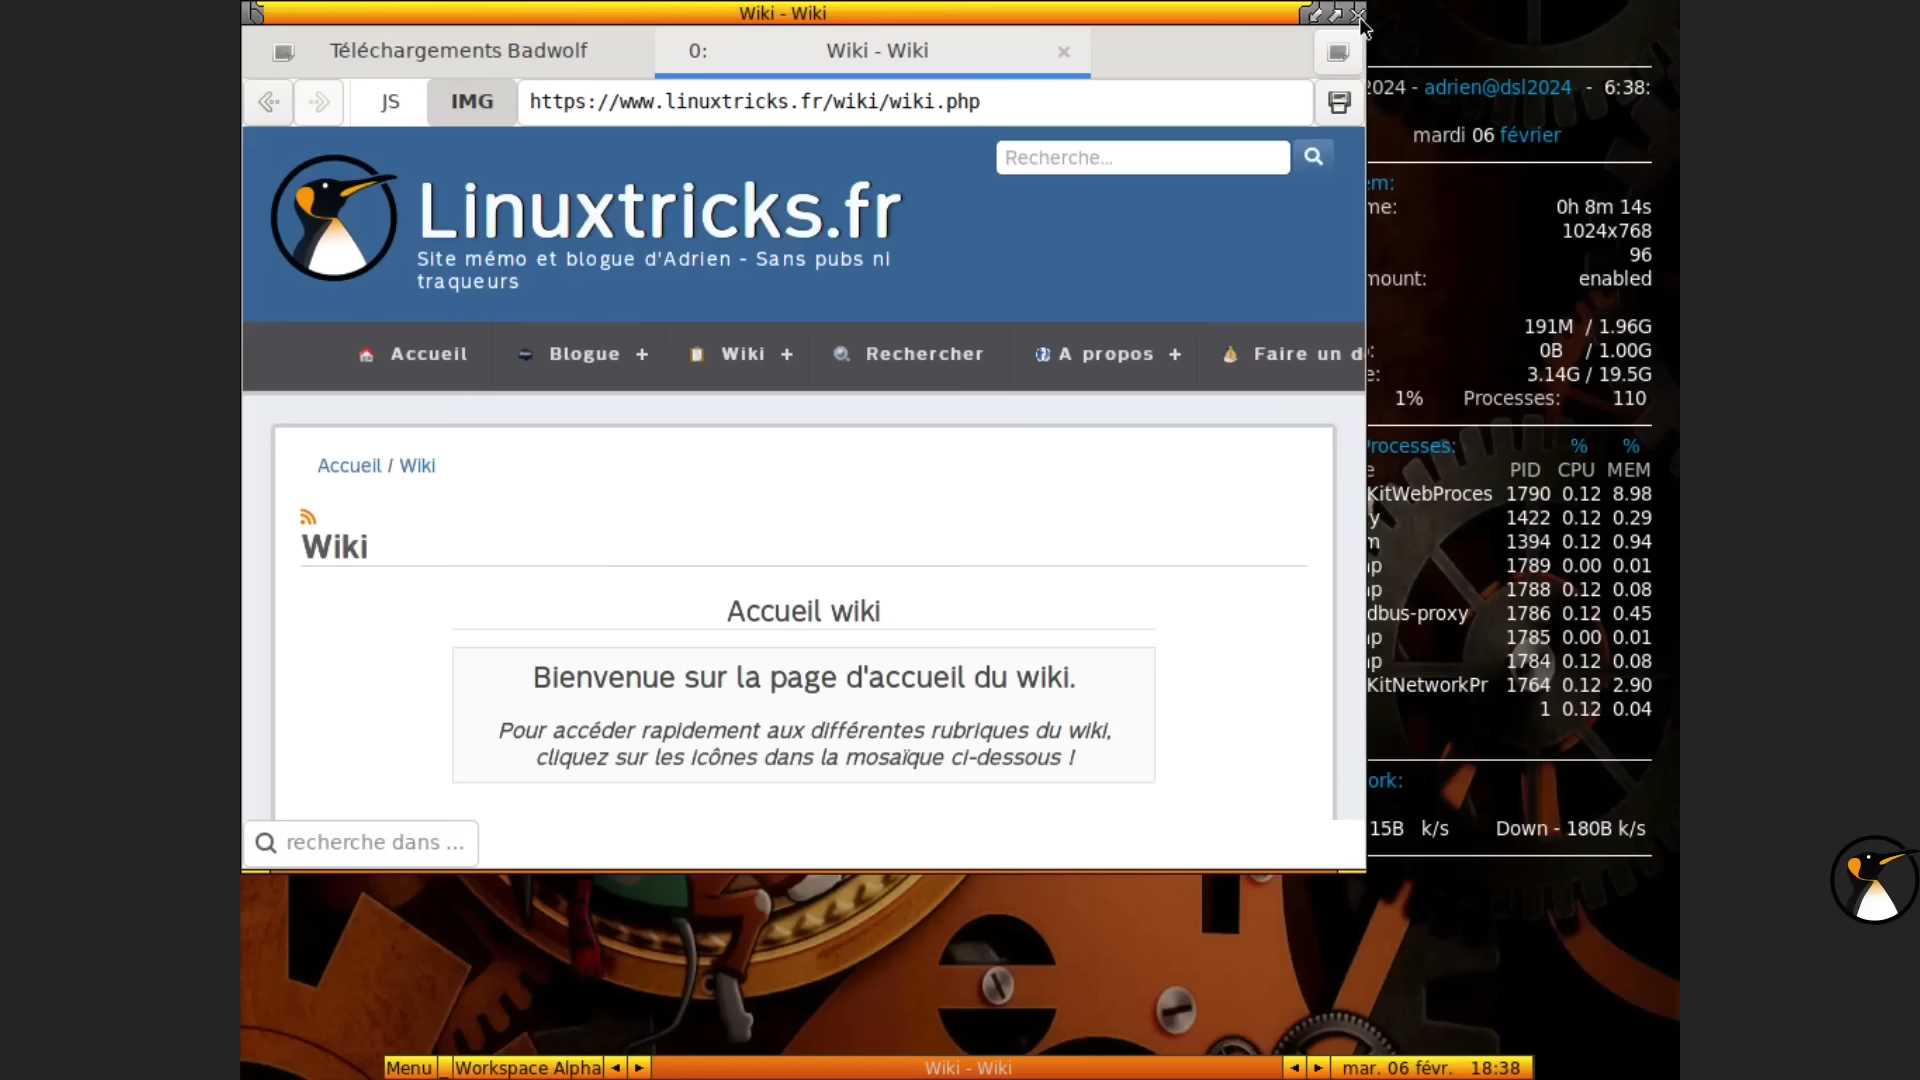 Wiki - Wiki
Téléchargements Badwolf
0: Wiki - Wiki
JS IMG https://www.linuxtricks.fr/wiki/wiki.php
Recherche...
Linuxtricks.fr
Site mémo et blogue d'Adrien - Sans pubs ni
traqueurs
Accueil Blogue + Wiki + Rechercher A propos + Faire un d
Accueil / Wiki
Wiki
Accueil wiki
Bienvenue sur la page d'accueil du wiki.
Pour accéder rapidement aux différentes rubriques du wiki,
cliquez sur les icônes dans la mosaïque ci-dessous !
recherche dans ...
2024 - adrien@dsl2024 - 6:38:
mardi 06 février
em:
me: 0h 8m 14s
1024x768
96
mount: enabled
191M / 1.96G
: 0B / 1.00G
e: 3.14G / 19.5G
1% Processes: 110
Processes: % %
e PID CPU MEM
KitWebProces 1790 0.12 8.98
y 1422 0.12 0.29
m 1394 0.12 0.94
p 1789 0.00 0.01
p 1788 0.12 0.08
dbus-proxy 1786 0.12 0.45
p 1785 0.00 0.01
p 1784 0.12 0.08
KitNetworkPr 1764 0.12 2.90
1 0.12 0.04
ork:
15B k/s Down - 180B k/s
Menu Workspace Alpha Wiki - Wiki mar. 06 févr. 18:38